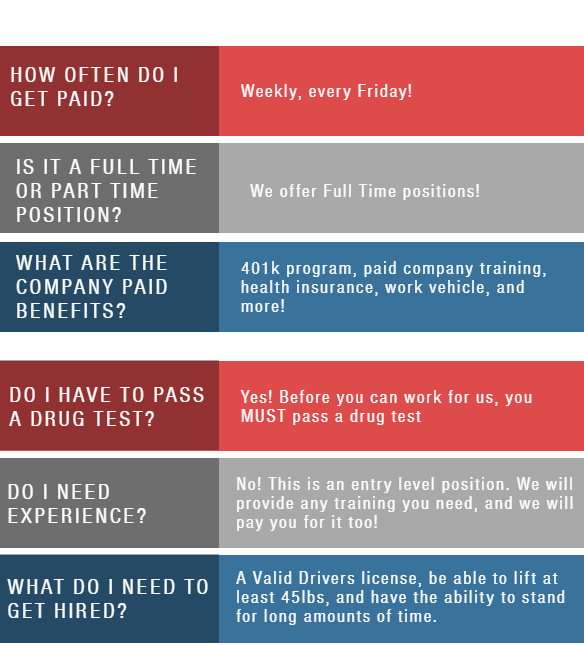 HOW OFTEN DO I
GET PAID?
Weekly, every Friday!
IS IT A FULL TIME
OR PART TIME
POSITION?
We offer Full Time positions!
WHAT ARE THE
COMPANY PAID
BENEFITS?
401k program, paid company training,
health insurance, work vehicle, and
more!
DO I HAVE TO PASS
A DRUG TEST?
Yes! Before you can work for us, you
MUST pass a drug test
DO I NEED
EXPERIENCE?
No! This is an entry level position. We will
provide any training you need, and we will
pay you for it too!
WHAT DO I NEED TO
GET HIRED?
A Valid Drivers license, be able to lift at
least 45lbs, and have the ability to stand
for long amounts of time.